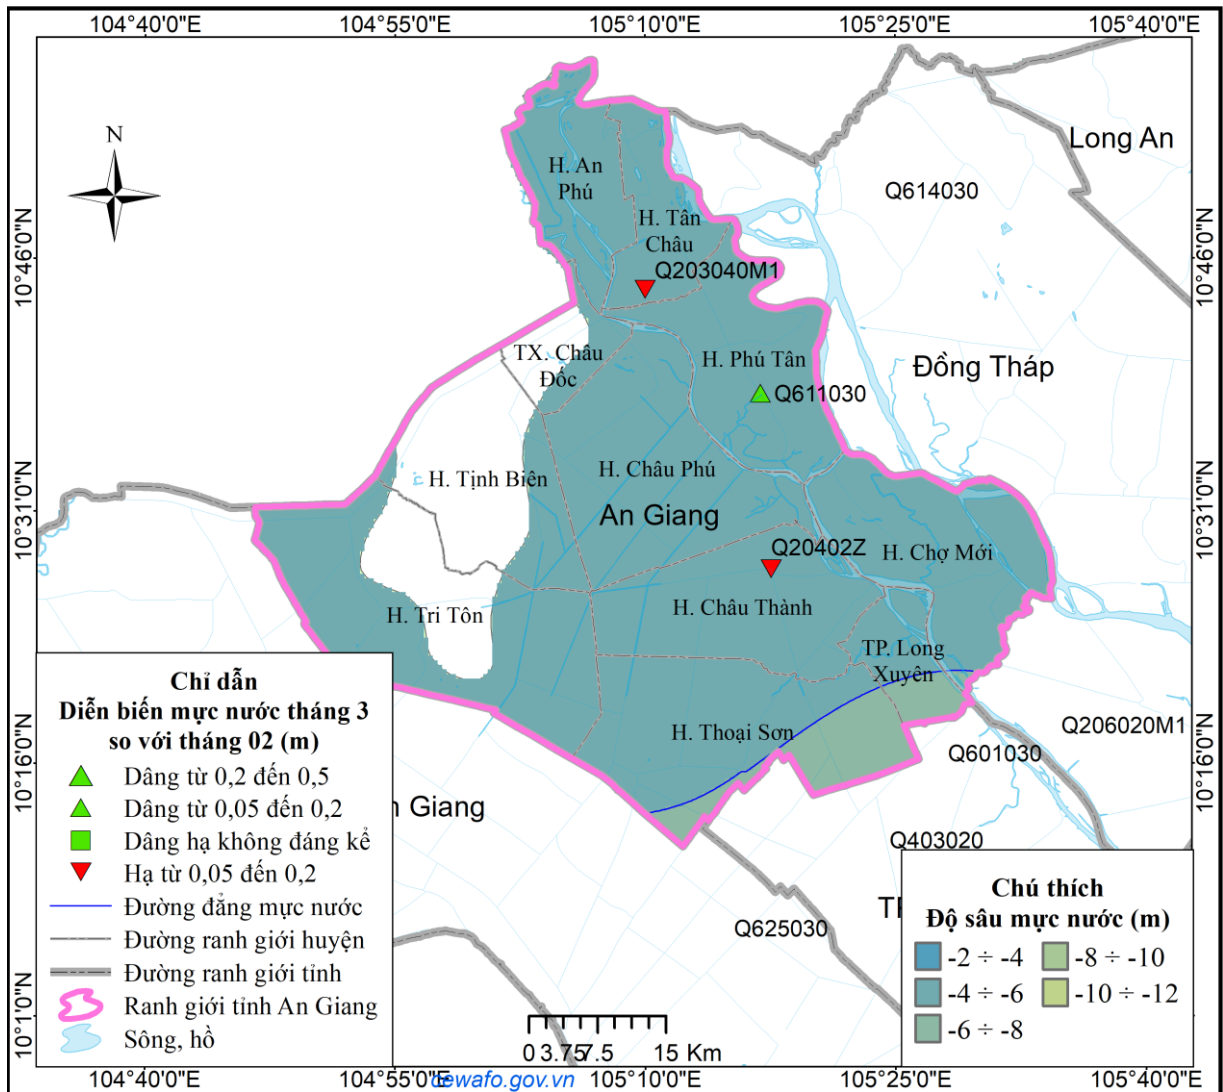 104°40'0"E
104°55'0"E
105°10'0"E
105°25'0"E
105°40'0"E
N
Long An
H. An
Phú
Q614030
H. Tân
Châu
10°46'0"N
10°46'0"N
Q203040M1
TX. Châu
Đốc
H. Phú Tân
Đồng Tháp
Q611030
H. Châu Phú
H. Tịnh Biên
An Giang
10°31'0"N
10°31'0"N
Q20402Z
H. Chợ Mới
H. Châu Thành
H. Tri Tôn
TP. Long
Xuyên
H. Thoại Sơn
Q206020M1
Q601030
10°16'0"N
10°16'0"N
n Giang
Q403020
Q625030
Chỉ dẫn
Diễn biến mực nước tháng 3
so với tháng 02 (m)
Dâng từ 0,2 đến 0,5
Dâng từ 0,05 đến 0,2
Dâng hạ không đáng kể
Hạ từ 0,05 đến 0,2
Đường đẳng mực nước
Đường ranh giới huyện
Đường ranh giới tỉnh
Ranh giới tỉnh An Giang
Sông, hồ
Chú thích
Độ sâu mực nước (m)
-2 ÷ -4
-8 ÷ -10
-4 ÷ -6
-10 ÷ -12
-6 ÷ -8
10°1'0"N
10°1'0"N
0 3.75 7.5 15 Km
104°40'0"E
104°55'0"E
cewafo.gov.vn
105°10'0"E
105°25'0"E
105°40'0"E